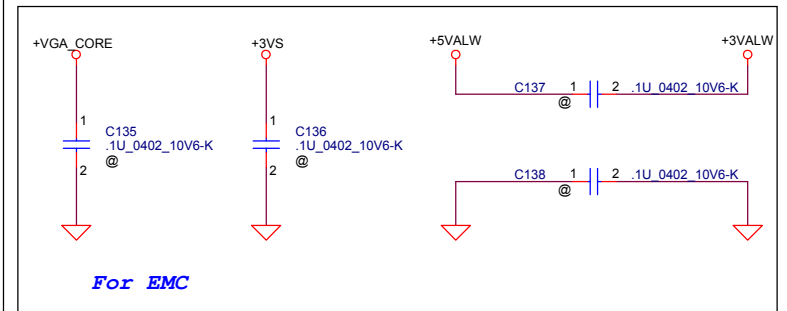 +VGA_CORE
+3VS
+5VALW
+3VALW
1
C135
.1U_0402_10V6-K
@
2
1
C136
.1U_0402_10V6-K
@
2
C137 1 2 .1U_0402_10V6-K
@
C138 1 2 .1U_0402_10V6-K
@
For EMC